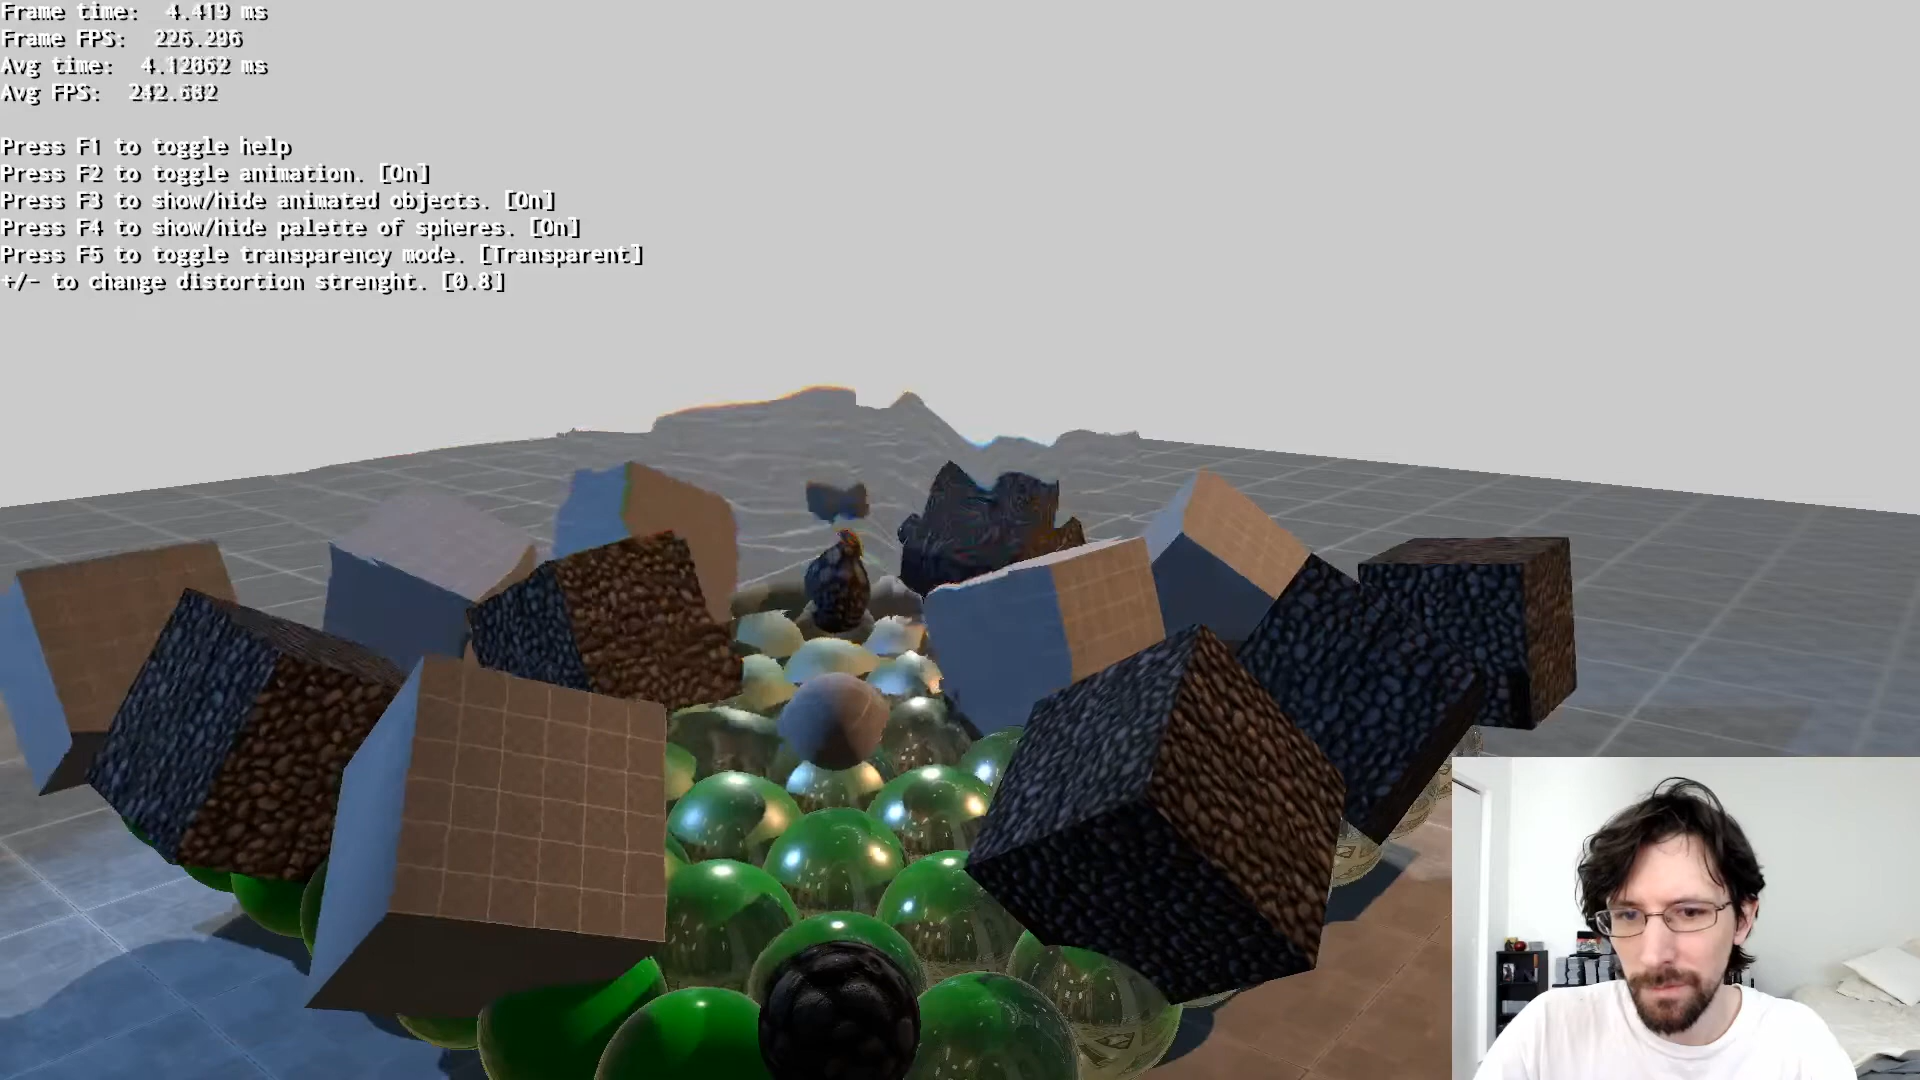 Frame time:  4.419 ms
Frame FPS:  226.296
Avg time:  4.12062 ms
Avg FPS:  242.682
Press F1 to toggle help
Press F2 to toggle animation. [On]
Press F3 to show/hide animated objects. [On]
Press F4 to show/hide palette of spheres. [On]
Press F5 to toggle transparency mode. [Transparent]
+/- to change distortion strenght. [0.8]